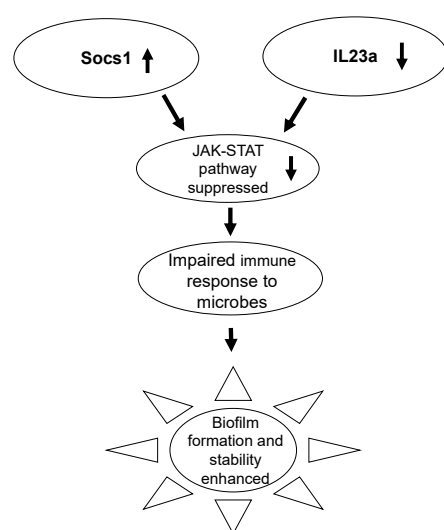 Socs1
IL23a
JAK-STAT
pathway
suppressed
Impaired immune
response to
microbes
Biofilm
formation and
stability
enhanced